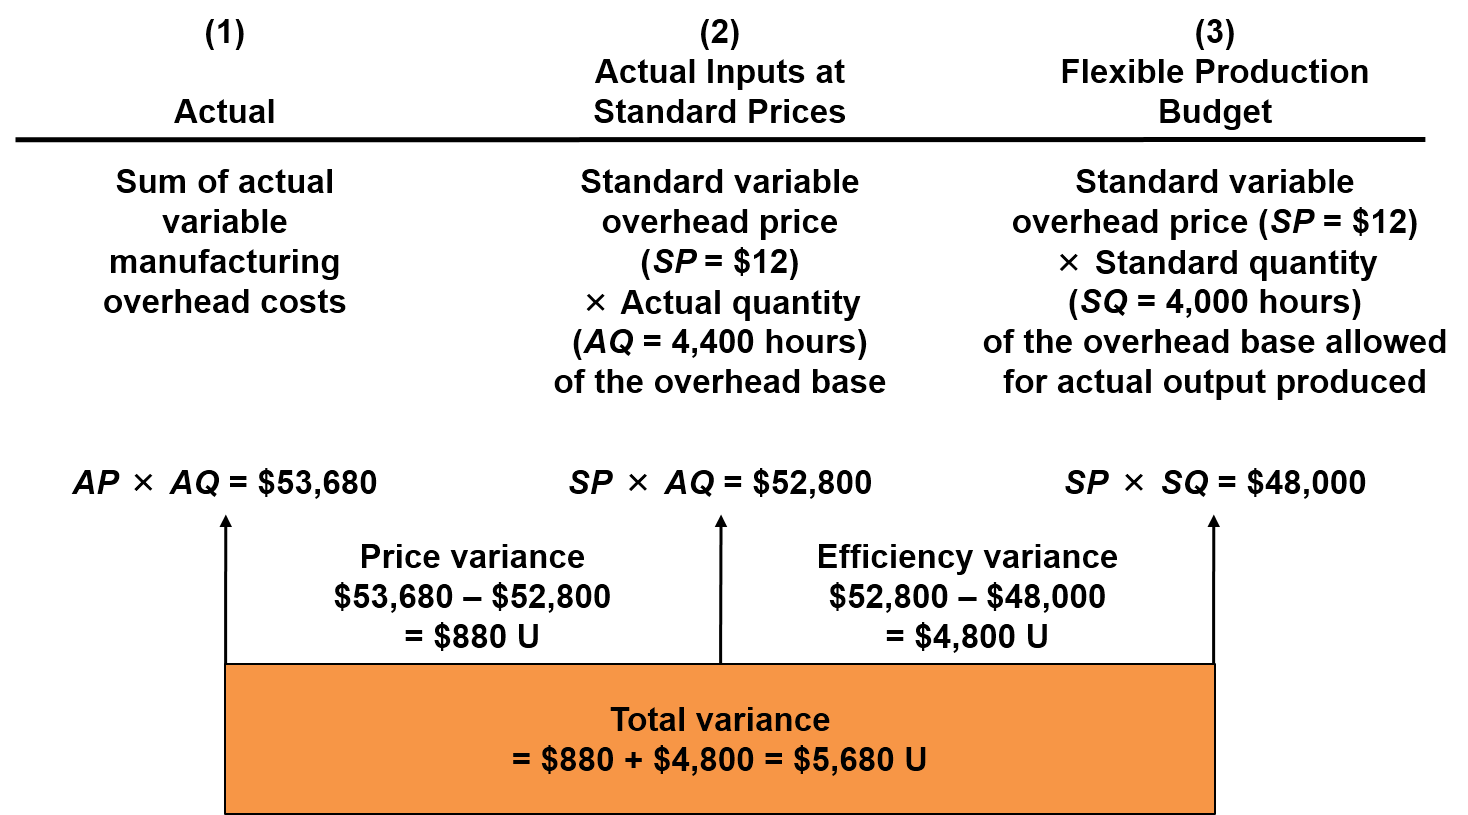 (1)
Actual
(2)
Actual Inputs at
Standard Prices
(3)
Flexible Production
Budget
Sum of actual
variable
manufacturing
overhead costs
Standard variable
overhead price
(SP = $12)
× Actual quantity
(AQ = 4,400 hours)
of the overhead base
Standard variable
overhead price (SP = $12)
× Standard quantity
(SQ = 4,000 hours)
of the overhead base allowed
for actual output produced
AP × AQ = $53,680
SP × AQ = $52,800
SP × SQ = $48,000
Price variance
$53,680 – $52,800
= $880 U
Efficiency variance
$52,800 – $48,000
= $4,800 U
Total variance
= $880 + $4,800 = $5,680 U